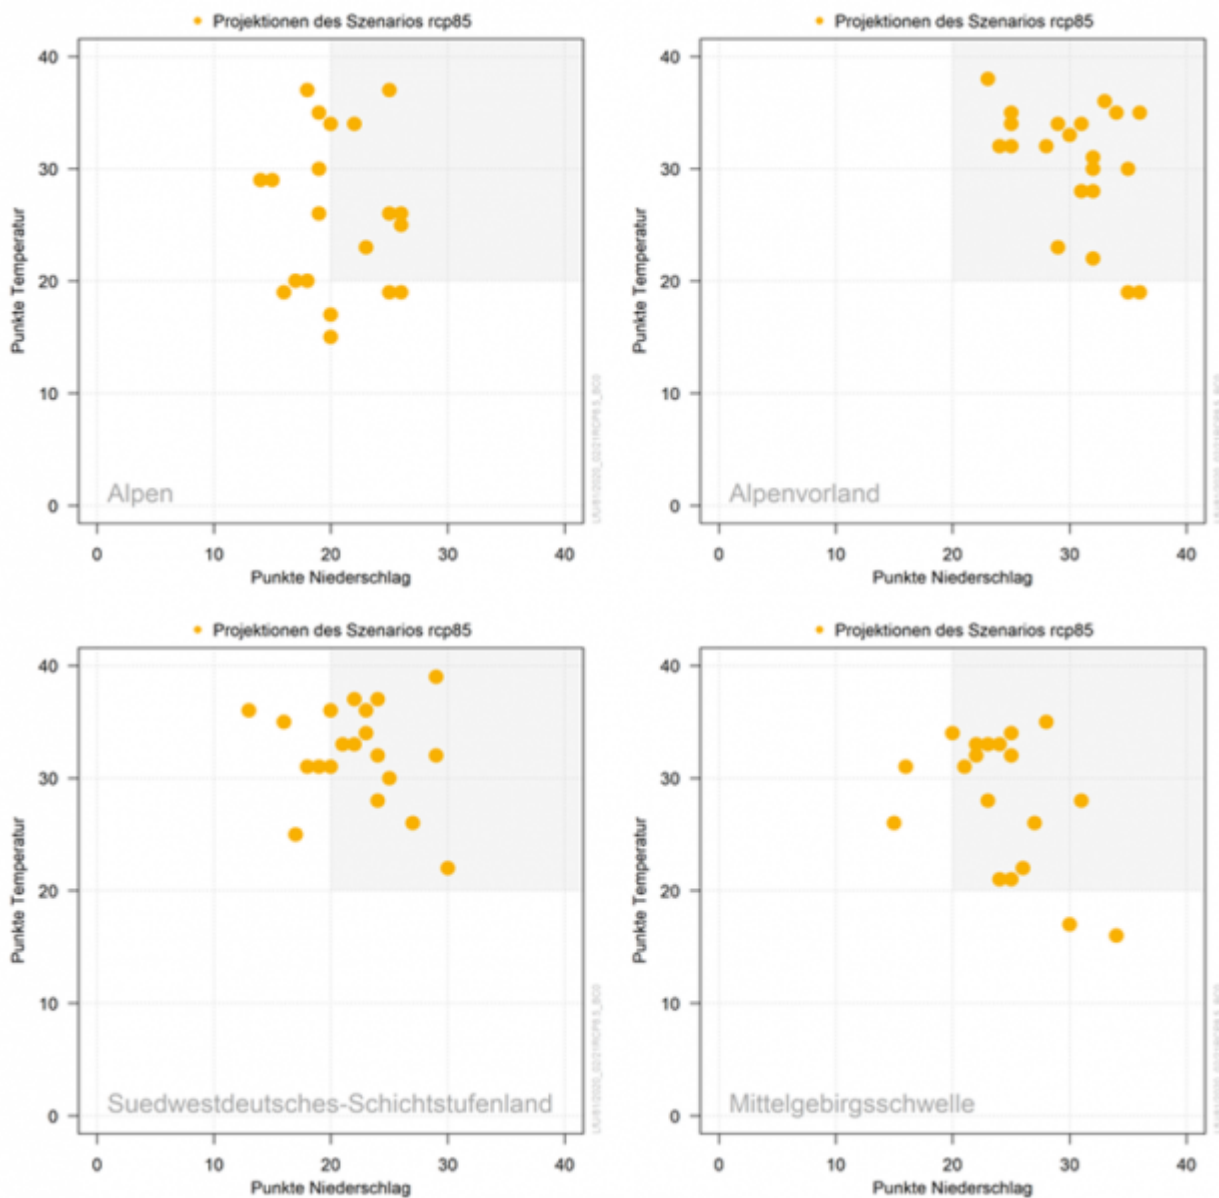 Projektionen des Szenarios rcp85
Projektionen des Szenarios rcp85
40
30
20
10
0
Punkte Temperatur
Alpen
0 10 20 30 40
Punkte Niederschlag
40
30
20
10
0
Punkte Temperatur
Alpenvorland
0 10 20 30 40
Punkte Niederschlag
Projektionen des Szenarios rcp85
Projektionen des Szenarios rcp85
40
30
20
10
0
Punkte Temperatur
Suedwestdeutsches-Schichtstufenland
0 10 20 30 40
Punkte Niederschlag
40
30
20
10
0
Punkte Temperatur
Mittelgebirgsschwelle
0 10 20 30 40
Punkte Niederschlag